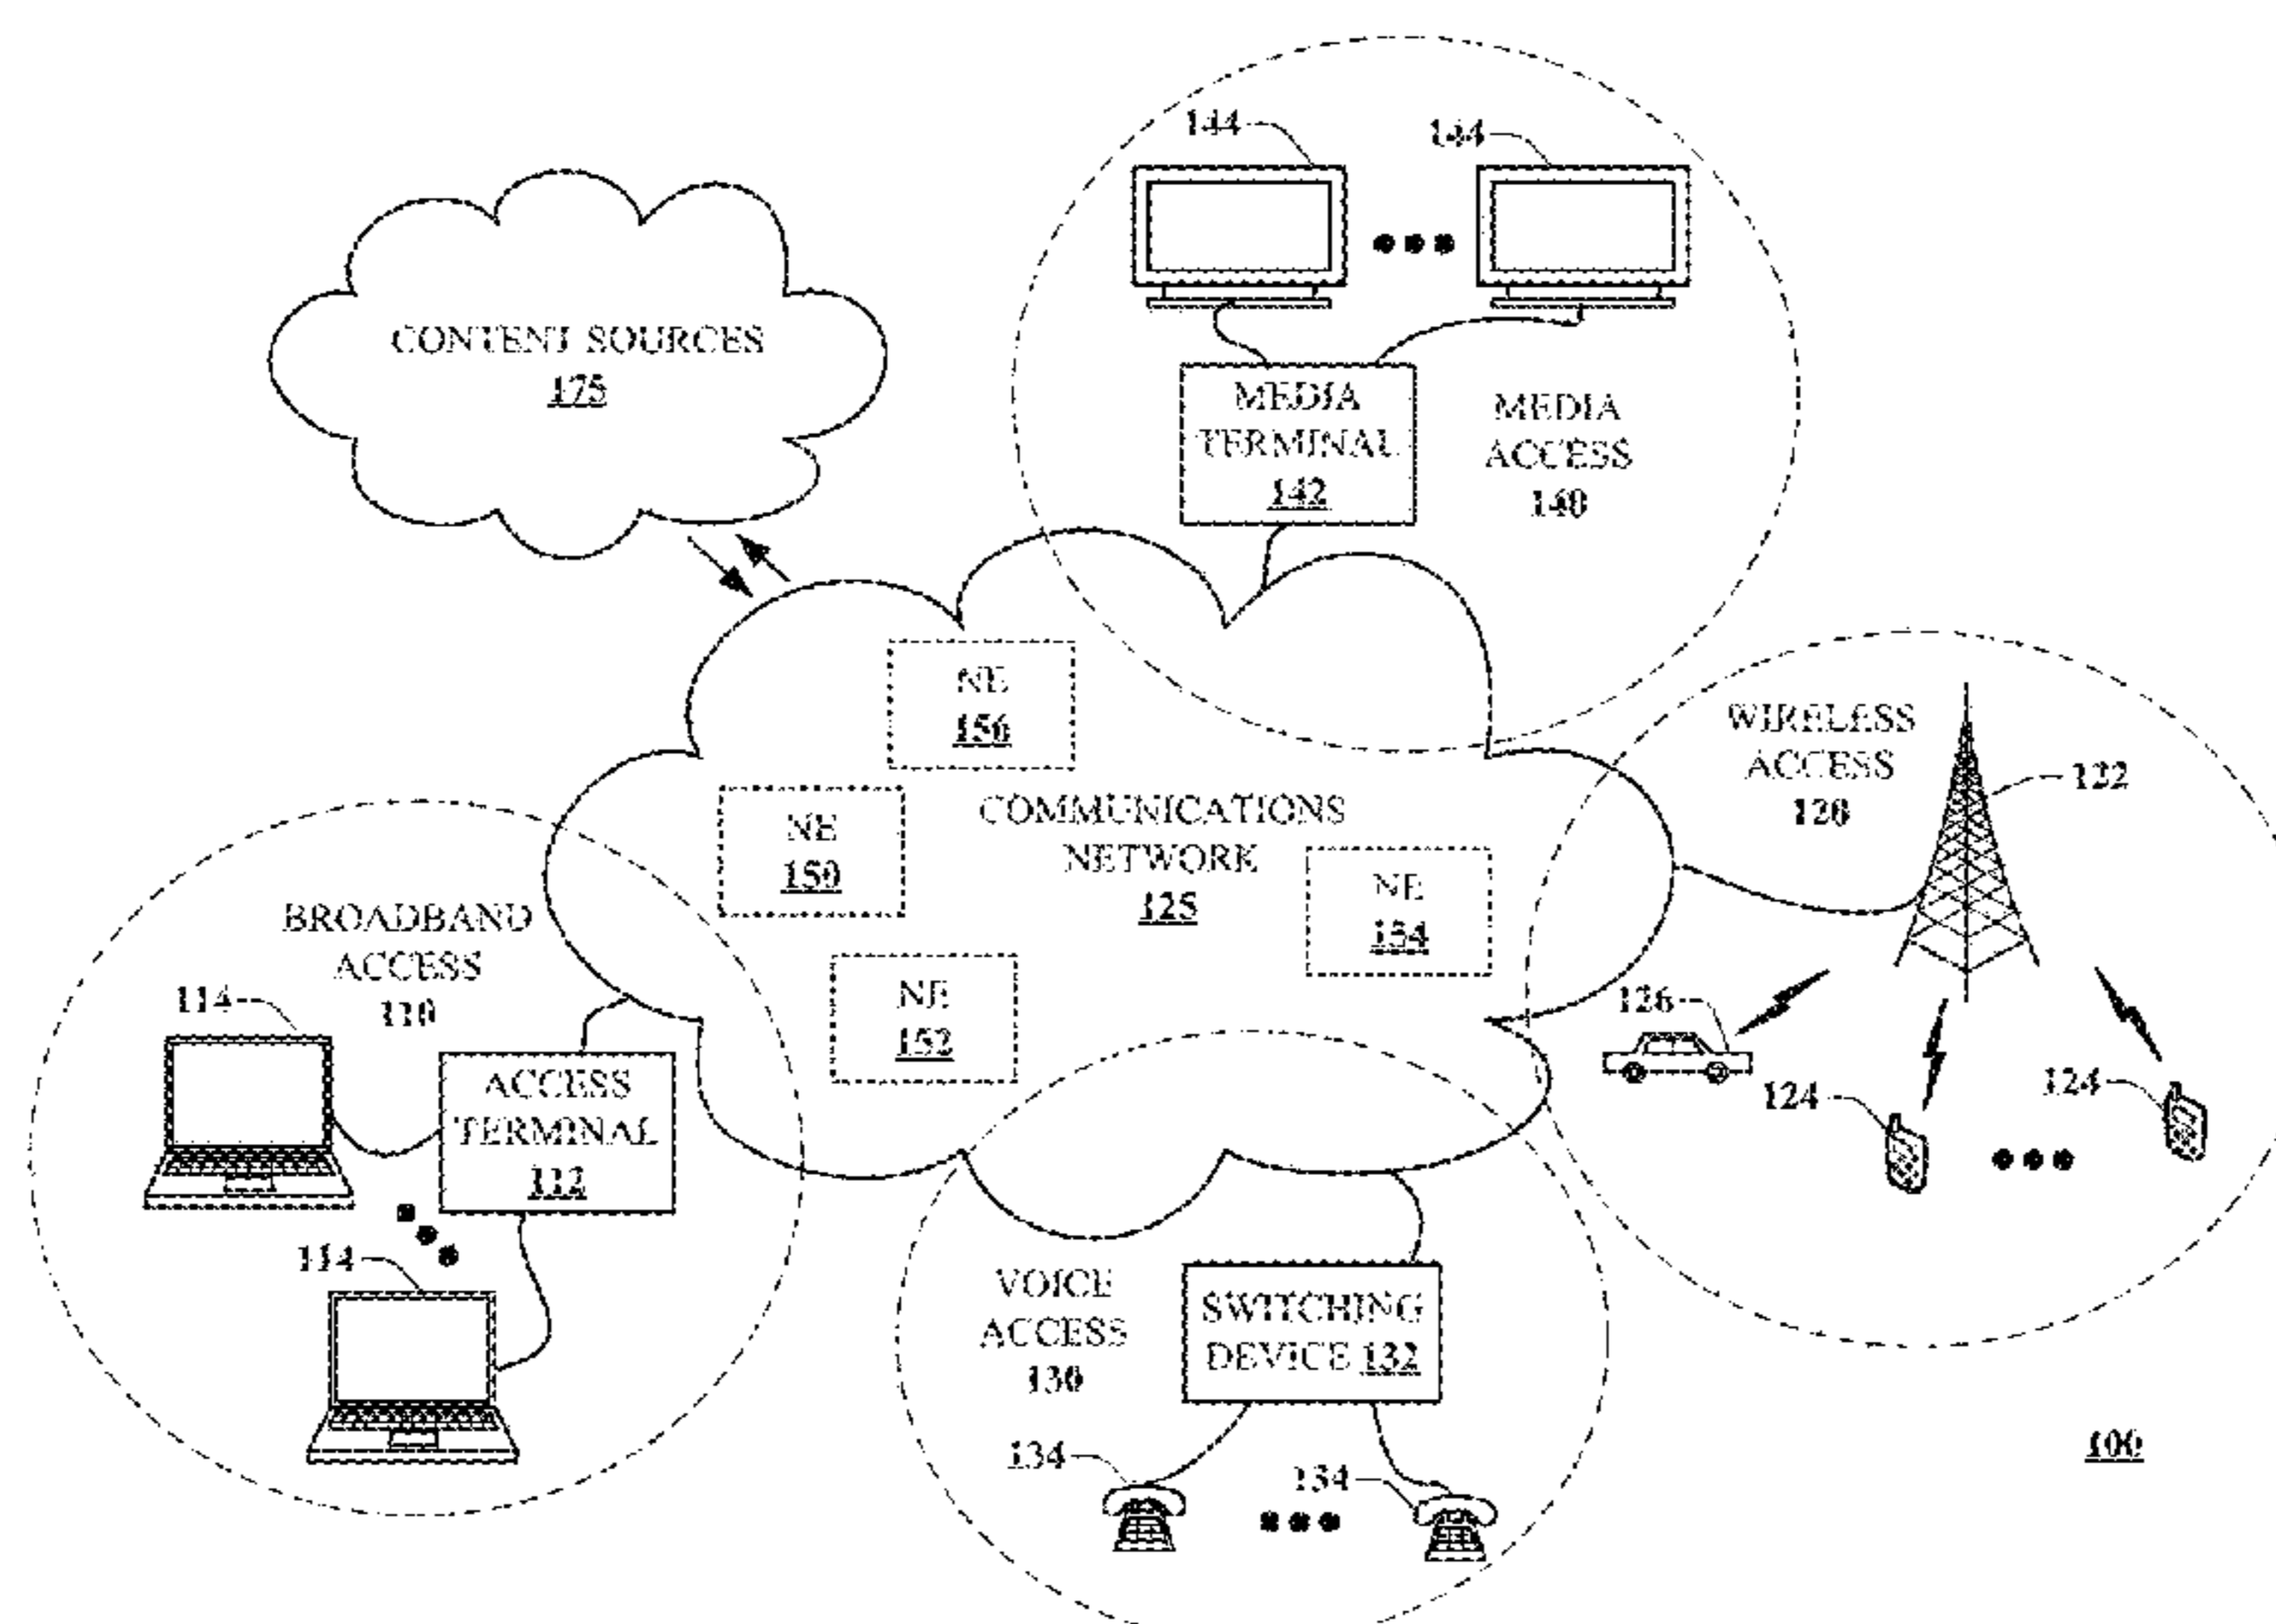 144
144
CONTENT SOURCES
175
MEDIA
TERMINAL
142
MEDIA
ACCESS
140
NE
156
WIRELESS
ACCESS
120
122
NE
150
COMMUNICATIONS
NETWORK
125
NE
154
BROADBAND
ACCESS
110
114
NE
152
126
124
124
ACCESS
TERMINAL
112
114
VOICE
ACCESS
130
SWITCHING
DEVICE 132
134
134
100